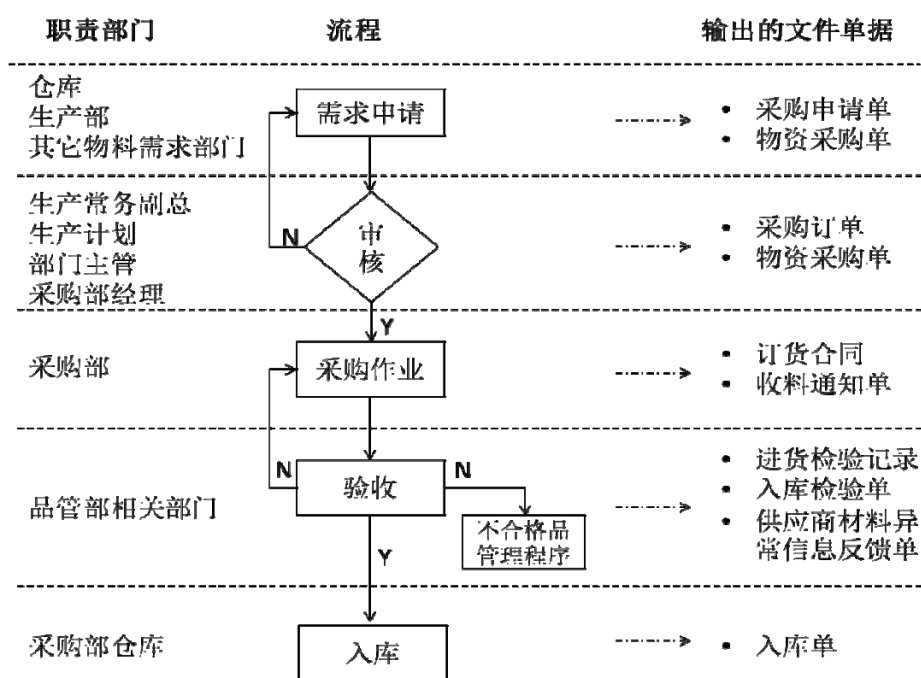 职责部门 流程 输出的文件单据
仓库
生产部
其它物料需求部门
需求申请
• 采购申请单
• 物资采购单
生产常务副总
生产计划
部门主管
采购部经理
N
审
核
Y
• 采购订单
• 物资采购单
采购部
采购作业
• 订货合同
• 收料通知单
品管部相关部门
N
验收
N
不合格品
管理程序
Y
• 进货检验记录
• 入库检验单
• 供应商材料异
常信息反馈单
采购部仓库
入库
• 入库单